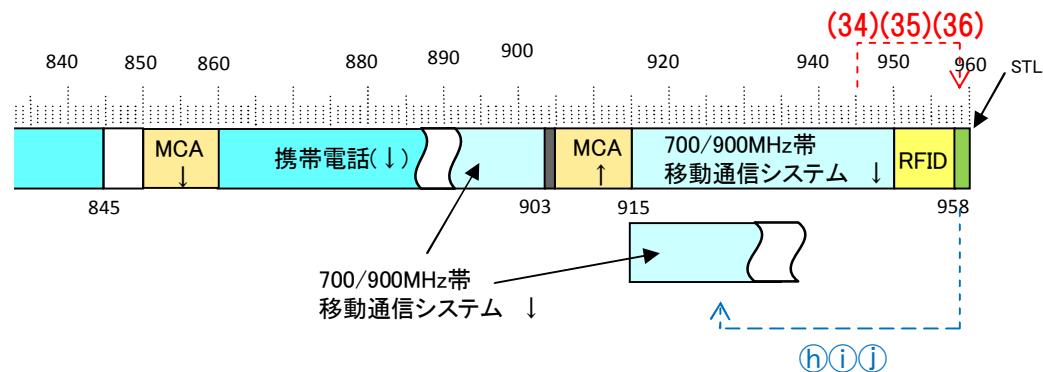 (34)(35)(36)
840 850 860 880 890 900 920 940 950 960 STL
MCA ↓
携帯電話(↓)
MCA ↑
700/900MHz帯
移動通信システム ↓
RFID
845 903 915 958
700/900MHz帯
移動通信システム ↓
ⓗⓘⓙ